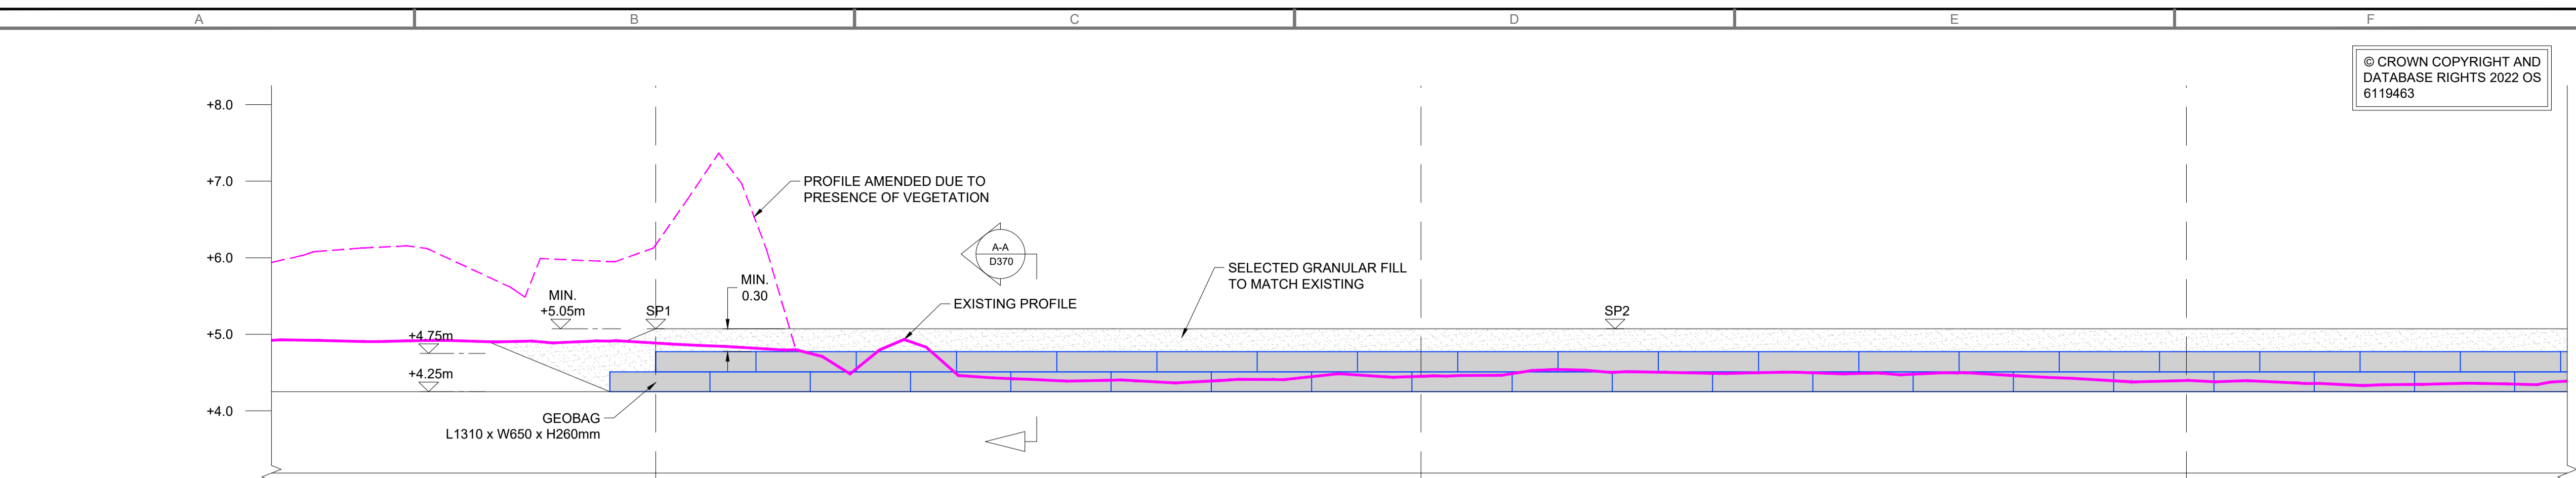 A B C D E F
© CROWN COPYRIGHT AND
DATABASE RIGHTS 2022 OS
6119463
+8.0
+7.0
PROFILE AMENDED DUE TO
PRESENCE OF VEGETATION
+6.0
A-A
D370
SELECTED GRANULAR FILL
TO MATCH EXISTING
MIN.
0.30
MIN.
+5.05m
EXISTING PROFILE
SP1
SP2
+5.0
+4.75m
+4.25m
+4.0
GEOBAG
L1310 x W650 x H260mm